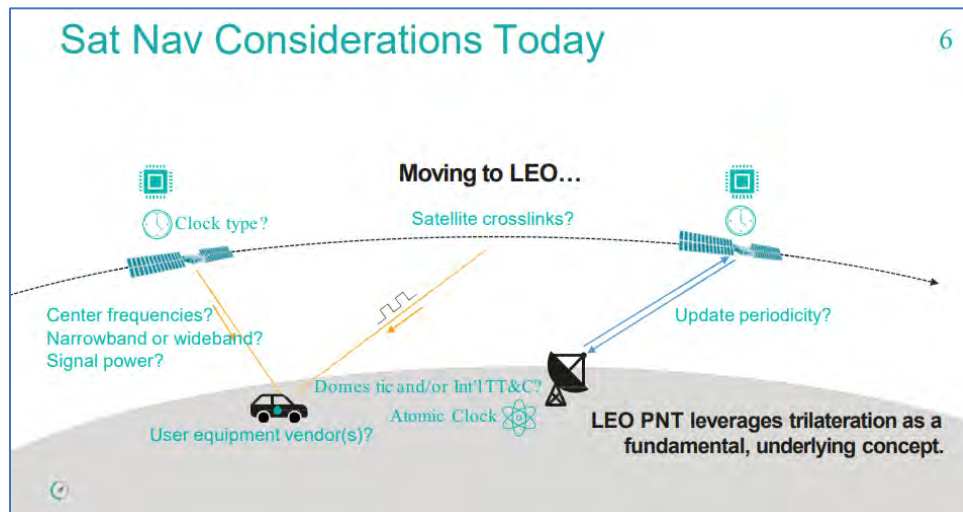 Sat Nav Considerations Today
6
Moving to LEO…
Clock type?
Satellite crosslinks?
Center frequencies?
Narrowband or wideband?
Signal power?
Update periodicity?
Domes tic and/or Int'l TT&C?
Atomic Clock
User equipment vendor(s)?
LEO PNT leverages trilateration as a
fundamental, underlying concept.